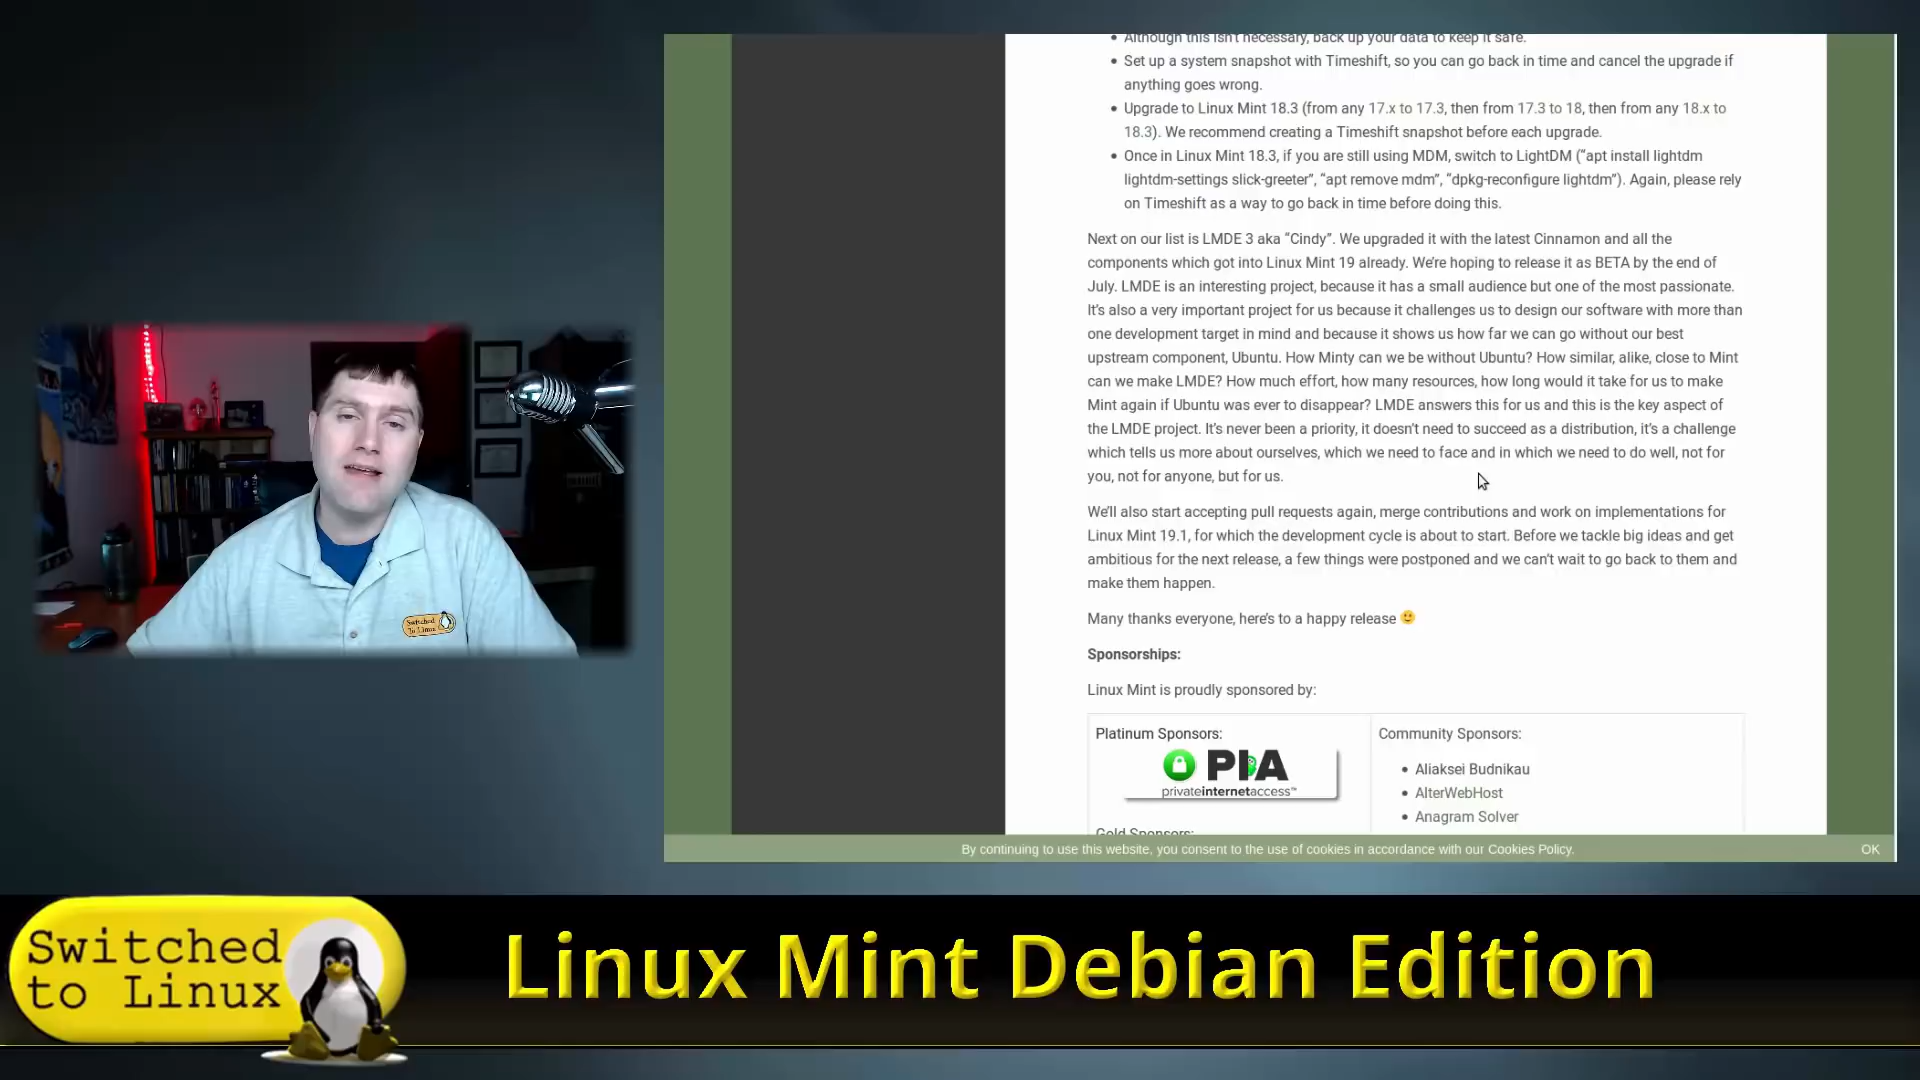 Although this isn't necessary, back up your data to keep it safe.
Set up a system snapshot with Timeshift, so you can go back in time and cancel the upgrade if
anything goes wrong.
Upgrade to Linux Mint 18.3 (from any 17.x to 17.3, then from 17.3 to 18, then from any 18.x to
18.3). We recommend creating a Timeshift snapshot before each upgrade.
Once in Linux Mint 18.3, if you are still using MDM, switch to LightDM (“apt install lightdm
lightdm-settings slick-greeter”, “apt remove mdm”, “dpkg-reconfigure lightdm”). Again, please rely
on Timeshift as a way to go back in time before doing this.
Next on our list is LMDE 3 aka “Cindy”. We upgraded it with the latest Cinnamon and all the
components which got into Linux Mint 19 already. We’re hoping to release it as BETA by the end of
July. LMDE is an interesting project, because it has a small audience but one of the most passionate.
It’s also a very important project for us because it challenges us to design our software with more than
one development target in mind and because it shows us how far we can go without our best
upstream component, Ubuntu. How Minty can we be without Ubuntu? How similar, alike, close to Mint
can we make LMDE? How much effort, how many resources, how long would it take for us to make
Mint again if Ubuntu was ever to disappear? LMDE answers this for us and this is the key aspect of
the LMDE project. It’s never been a priority, it doesn’t need to succeed as a distribution, it’s a challenge
which tells us more about ourselves, which we need to face and in which we need to do well, not for
you, not for anyone, but for us.
We’ll also start accepting pull requests again, merge contributions and work on implementations for
Linux Mint 19.1, for which the development cycle is about to start. Before we tackle big ideas and get
ambitious for the next release, a few things were postponed and we can’t wait to go back to them and
make them happen.
Many thanks everyone, here’s to a happy release 🙂
Sponsorships:
Linux Mint is proudly sponsored by:
Platinum Sponsors:
PIA
privateinternetaccess™
Gold Sponsors:
Community Sponsors:
Aliaksei Budnikau
AlterWebHost
Anagram Solver
By continuing to use this website, you consent to the use of cookies in accordance with our Cookies Policy.
OK
Switched
To Linux
Switched
to Linux
Linux Mint Debian Edition